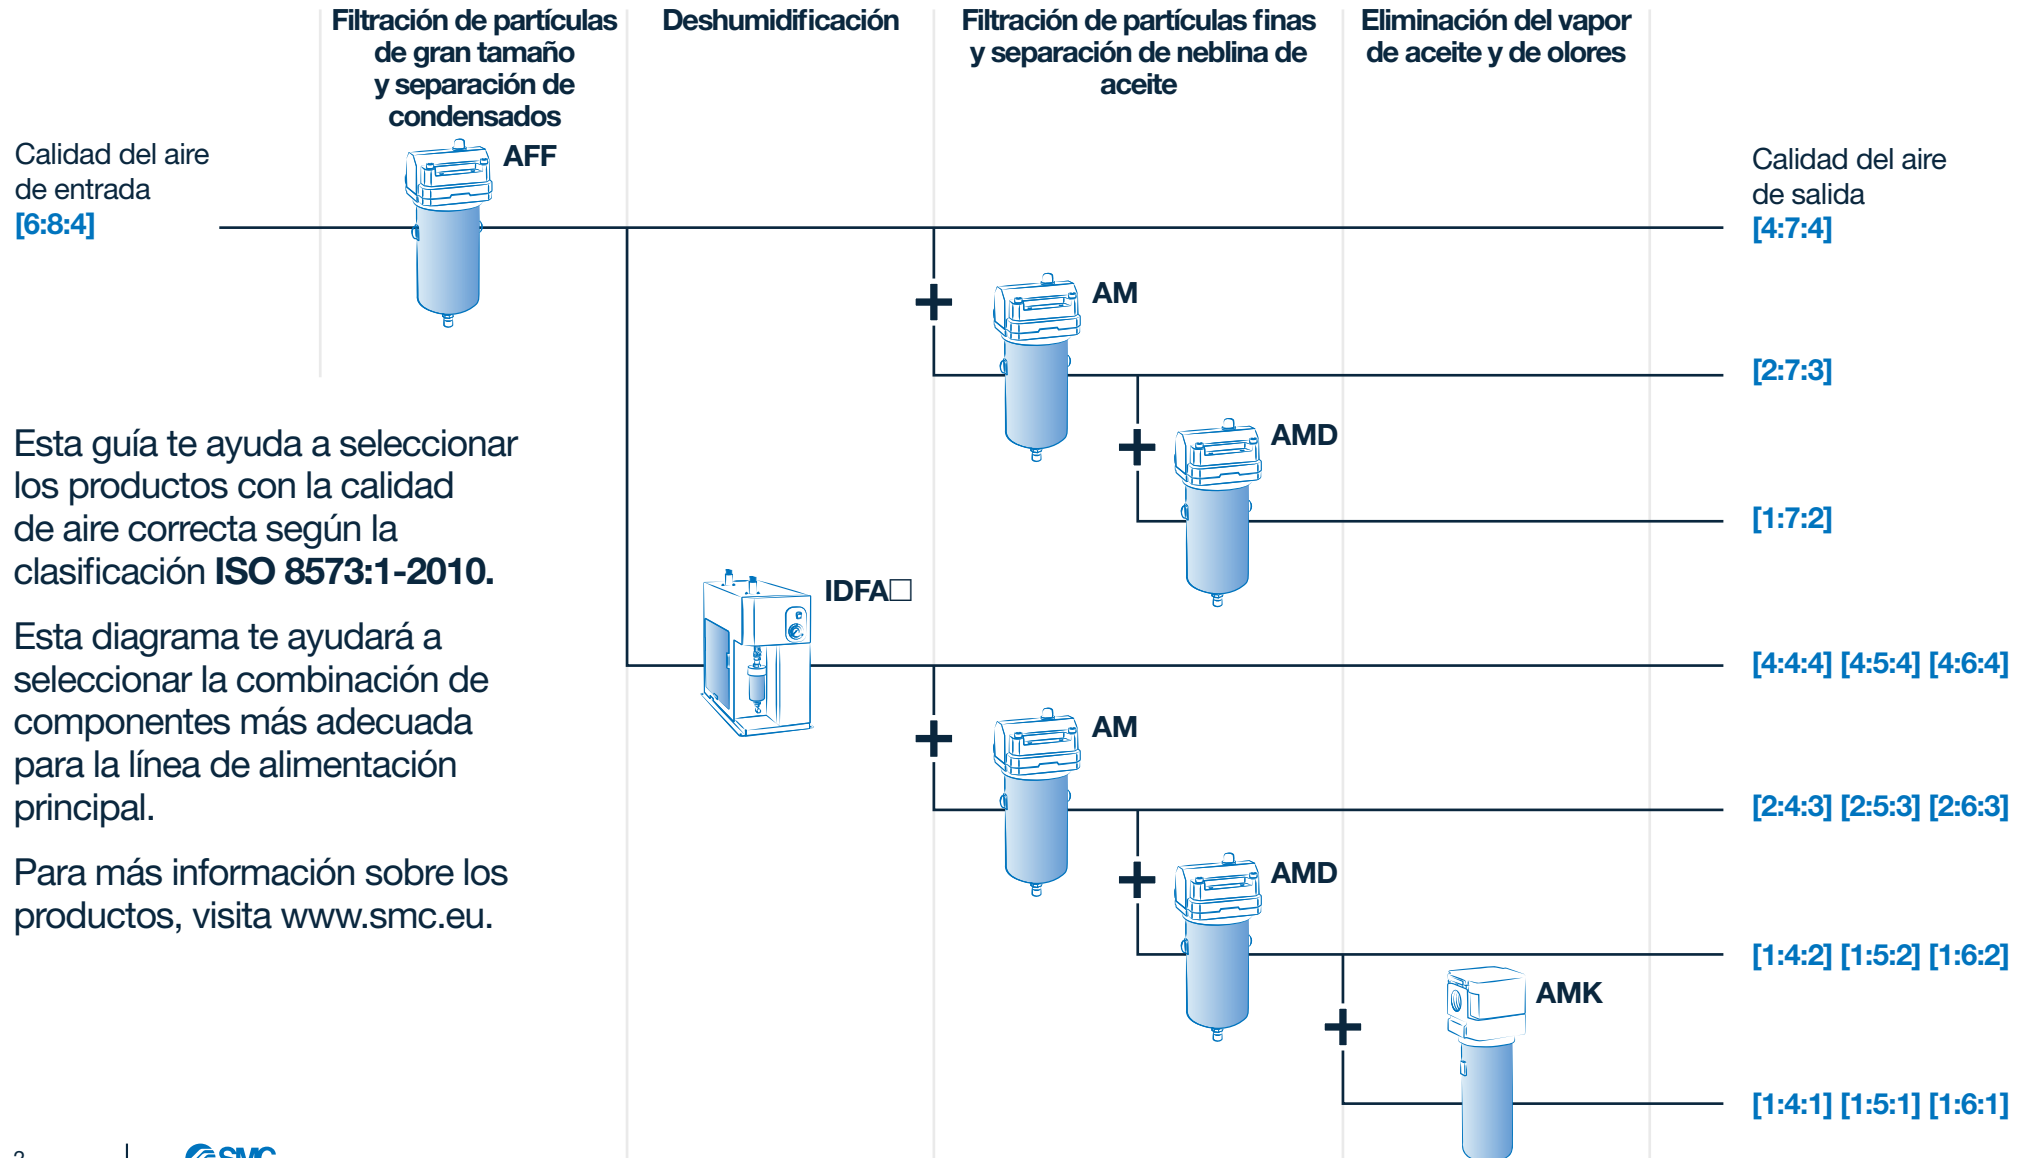 Filtración de partículas
de gran tamaño
y separación de
condensados
Deshumidificación
Filtración de partículas finas
y separación de neblina de
aceite
Eliminación del vapor
de aceite y de olores
Calidad del aire
de entrada
[6:8:4]
AFF
Calidad del aire
de salida
[4:7:4]
AM
[2:7:3]
AMD
[1:7:2]
Esta guía te ayuda a seleccionar
los productos con la calidad
de aire correcta según la
clasificación ISO 8573:1-2010.
Esta diagrama te ayudará a
seleccionar la combinación de
componentes más adecuada
para la línea de alimentación
principal.
Para más información sobre los
productos, visita www.smc.eu.
IDFA□
[4:4:4] [4:5:4] [4:6:4]
AM
[2:4:3] [2:5:3] [2:6:3]
AMD
[1:4:2] [1:5:2] [1:6:2]
AMK
[1:4:1] [1:5:1] [1:6:1]
2
SMC